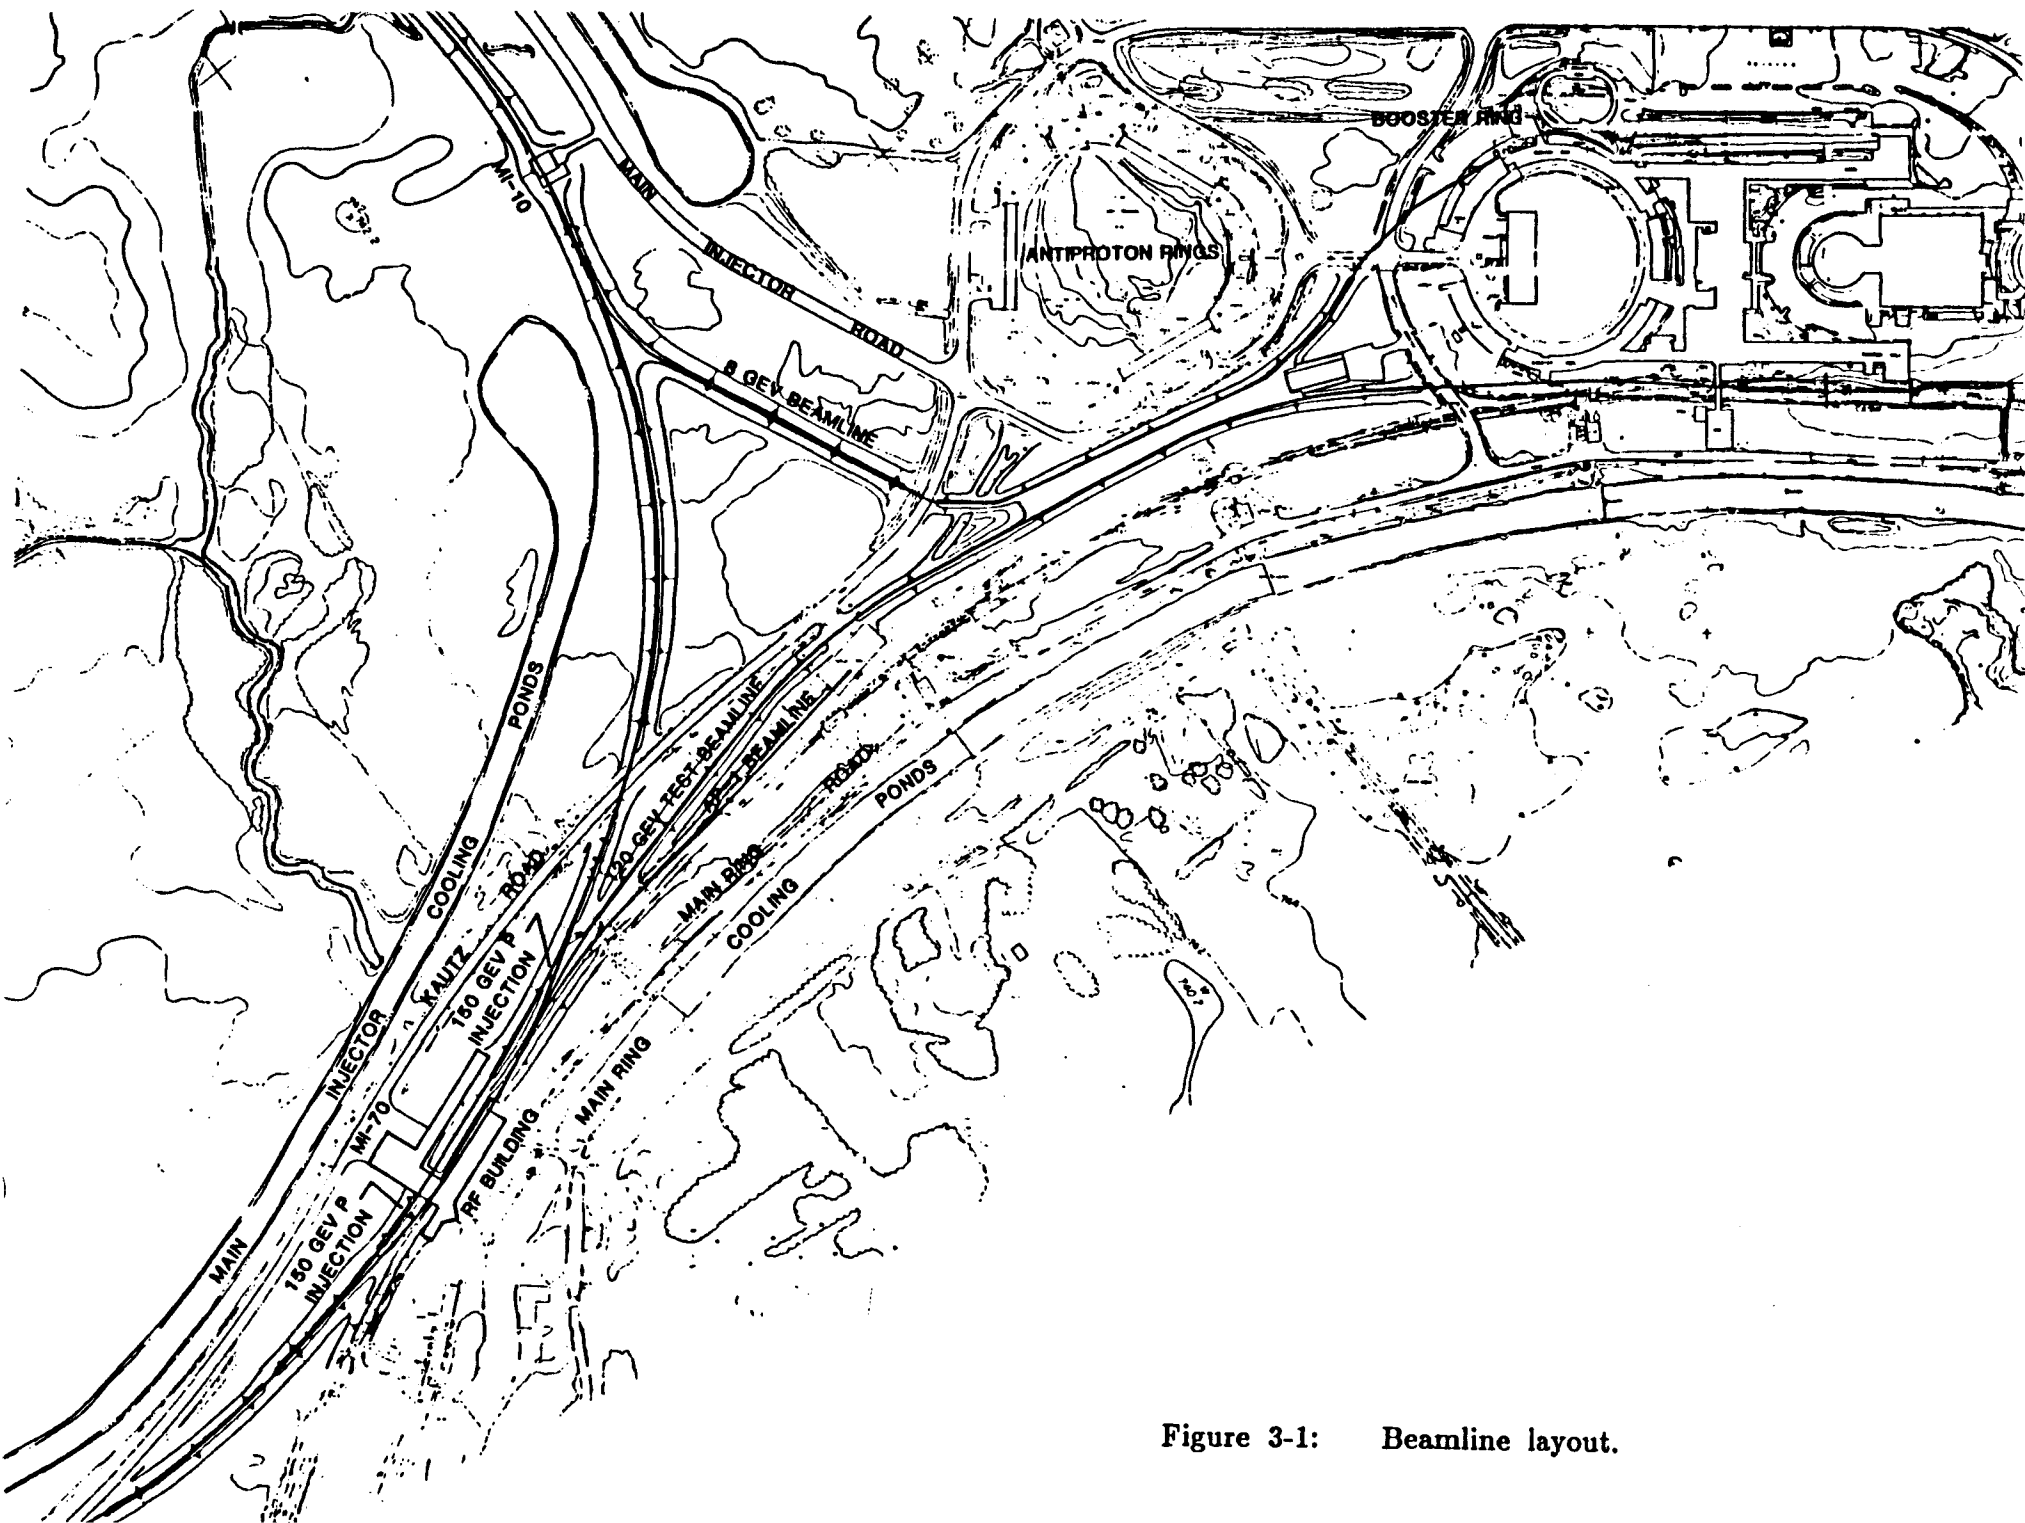 BOOSTER RING
MI-10
MAIN INJECTOR ROAD
ANTIPROTON RINGS
8 GEV BEAMLINE
120 GEV TEST BEAMLINE
BEAMLINE
MAIN RING ROAD
COOLING PONDS
MAIN INJECTOR COOLING PONDS
KAUTZ ROAD
150 GEV P
INJECTION
MAIN RING
MI-70
RF BUILDING
150 GEV P
INJECTION
Figure 3-1: Beamline layout.